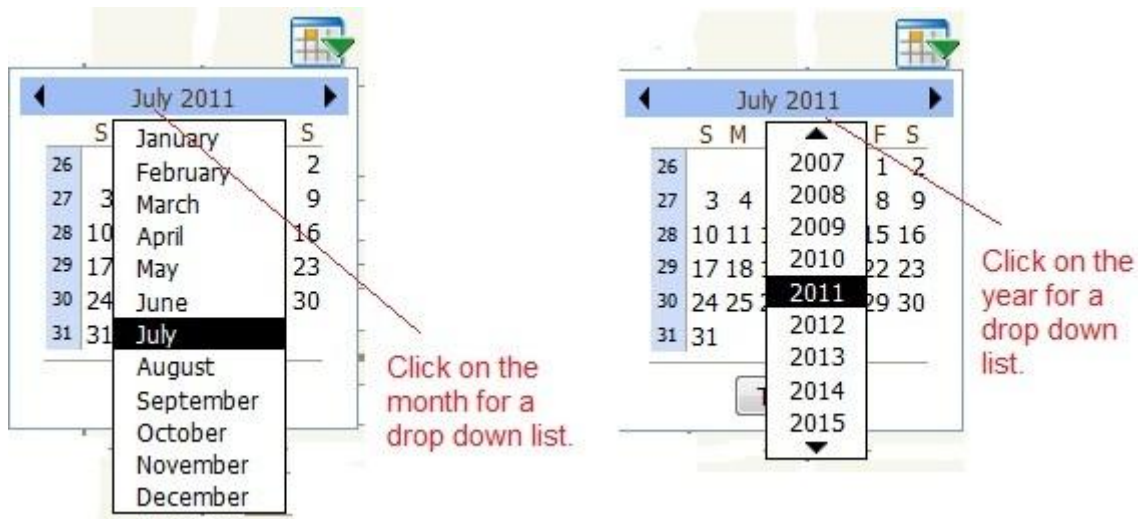 July 2011
S S
January
February
March
April
May
June
July
August
September
October
November
December
26 2
27 3 9
28 10 16
29 17 23
30 24 30
31 31
Click on the
month for a
drop down list.
July 2011
S M F S
2007
2008
2009
2010
2011
2012
2013
2014
2015
26 1 2
27 3 4 8 9
28 10 11 15 16
29 17 18 22 23
30 24 25 29 30
31 31
Click on the
year for a
drop down
list.